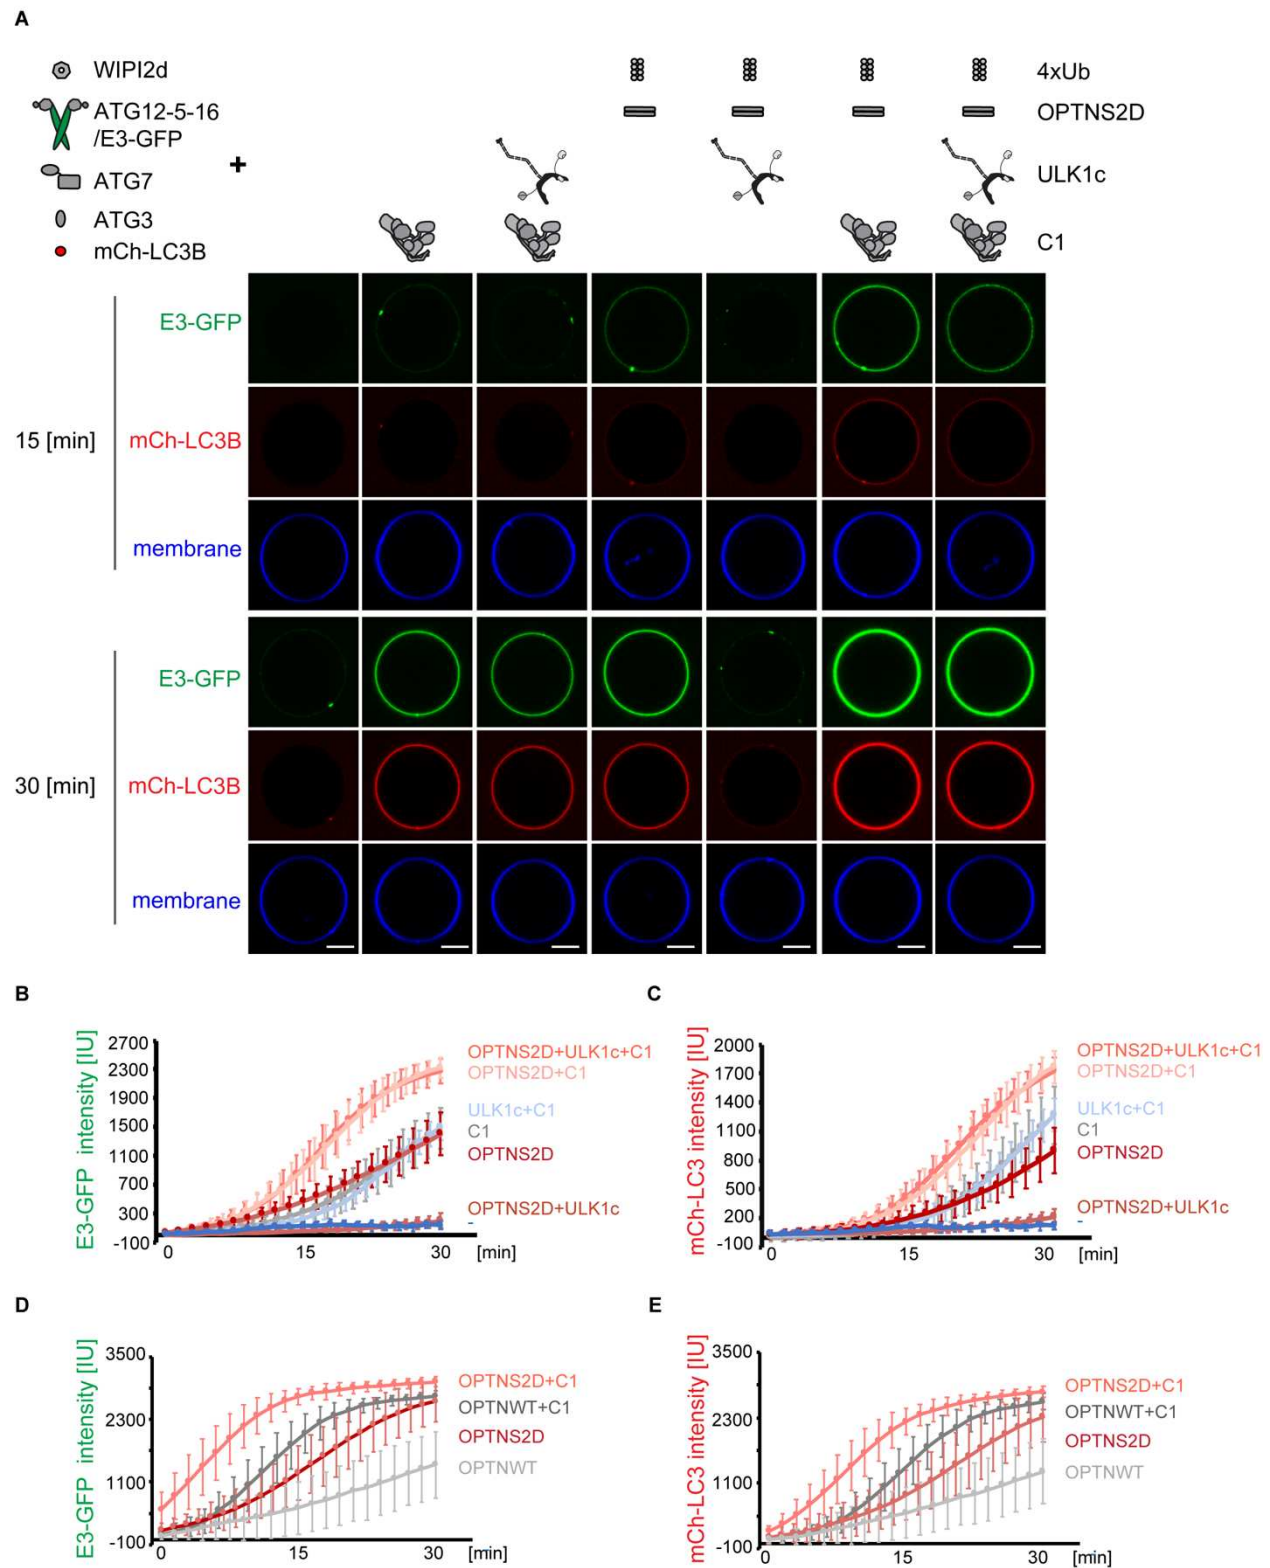 A
WIPI2d
ATG12-5-16
/E3-GFP
ATG7
ATG3
mCh-LC3B
+
4xUb
OPTNS2D
ULK1c
C1
15 [min]
E3-GFP
mCh-LC3B
membrane
30 [min]
E3-GFP
mCh-LC3B
membrane
B
E3-GFP intensity [IU]
2700
2300
1900
1500
1100
700
300
-100
0 15 30 [min]
OPTNS2D+ULK1c+C1
OPTNS2D+C1
ULK1c+C1
C1
OPTNS2D
OPTNS2D+ULK1c
-
C
mCh-LC3 intensity [IU]
2000
1700
1400
1100
800
500
200
-100
0 15 30 [min]
OPTNS2D+ULK1c+C1
OPTNS2D+C1
ULK1c+C1
C1
OPTNS2D
OPTNS2D+ULK1c
-
D
E3-GFP intensity [IU]
3500
2300
1100
-100
0 15 30 [min]
OPTNS2D+C1
OPTNWT+C1
OPTNS2D
OPTNWT
E
mCh-LC3 intensity [IU]
3500
2300
1100
-100
0 15 30 [min]
OPTNS2D+C1
OPTNWT+C1
OPTNS2D
OPTNWT